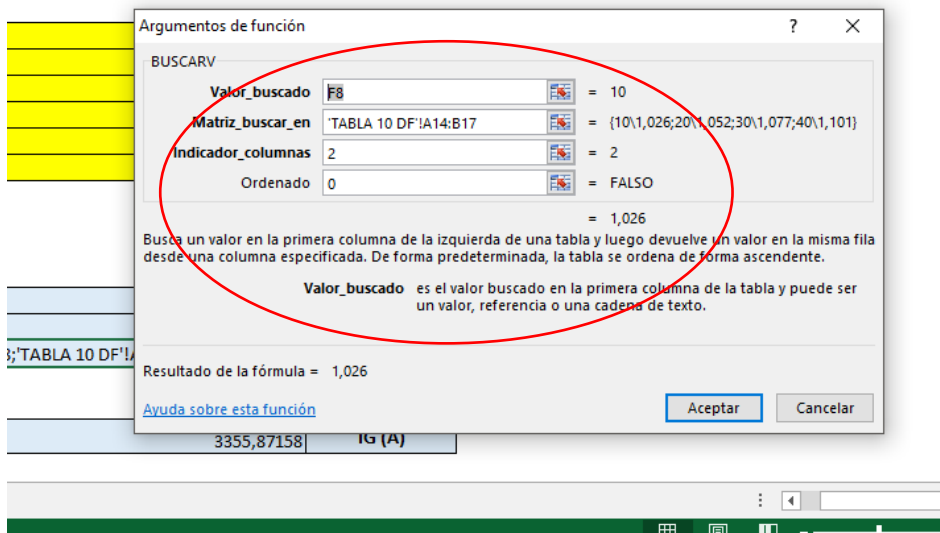 Argumentos de función ? ×
BUSCARV
Valor_buscado F8 = 10
Matriz_buscar_en 'TABLA 10 DF'!A14:B17 = {10\1,026;20\1,052;30\1,077;40\1,101}
Indicador_columnas 2 = 2
Ordenado 0 = FALSO
= 1,026
Busca un valor en la primera columna de la izquierda de una tabla y luego devuelve un valor en la misma fila
desde una columna especificada. De forma predeterminada, la tabla se ordena de forma ascendente.
Valor_buscado es el valor buscado en la primera columna de la tabla y puede ser
un valor, referencia o una cadena de texto.
;'TABLA 10 DF'!
Resultado de la fórmula = 1,026
Ayuda sobre esta función Aceptar Cancelar
3355,87158 IG (A)